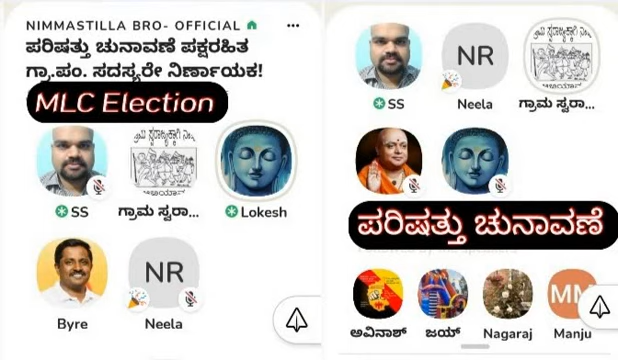 NIMMASTILLA BRO- OFFICIAL
ಪರಿಷತ್ತು ಚುನಾವಣೆ ಪಕ್ಷರಹಿತ
ಗ್ರಾ.ಪಂ. ಸದಸ್ಯರೇ ನಿರ್ಣಾಯಕ!
MLC Election
SS
ಗ್ರಾಮ ಸ್ವರಾ...
Lokesh
NR
Byre
Neela
NR
SS
Neela
ಗ್ರಾಮ ಸ್ವರಾ...
ಪರಿಷತ್ತು ಚುನಾವಣೆ
MM
ಅವಿನಾಶ್
ಜಯ್
Nagaraj
Manju